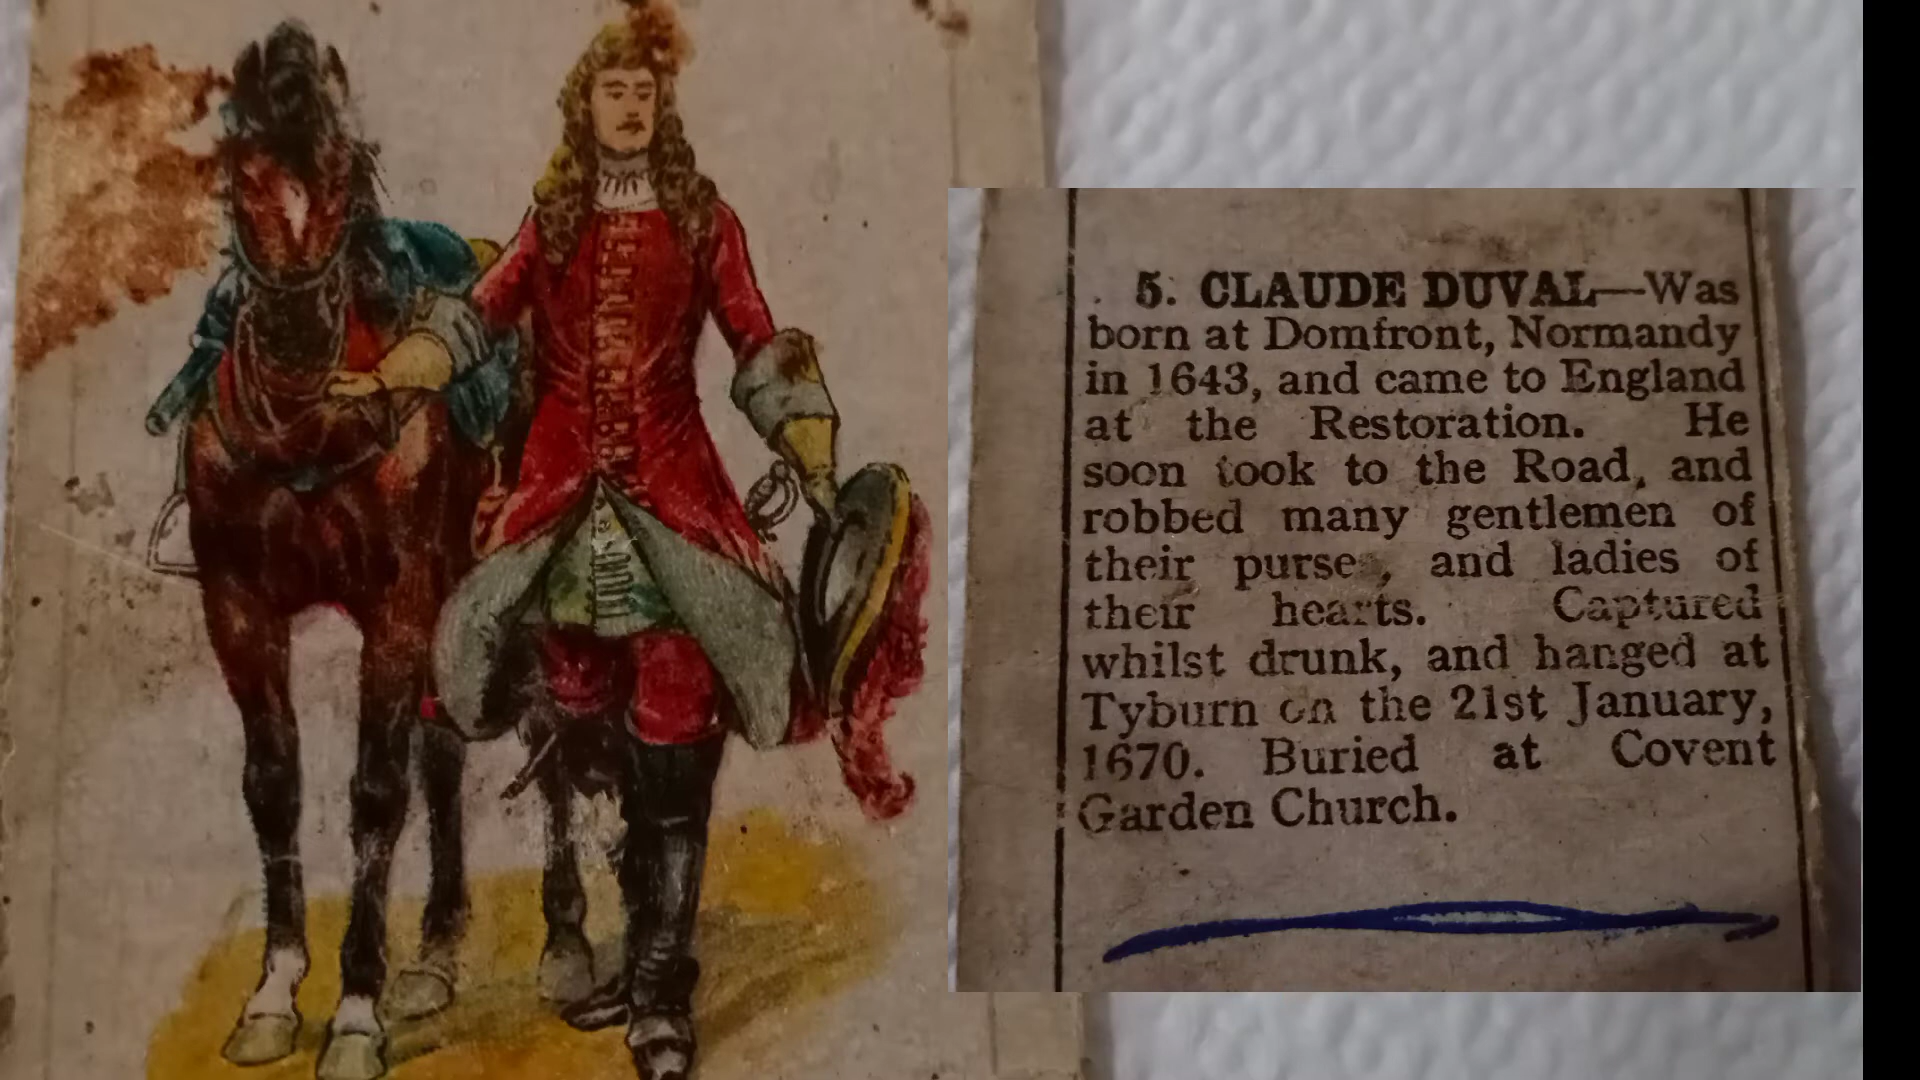 5. CLAUDE DUVAL—Was
born at Domfront, Normandy
in 1643, and came to England
at the Restoration. He
soon took to the Road, and
robbed many gentlemen of
their purse , and ladies of
their hearts. Captured
whilst drunk, and hanged at
Tyburn on the 21st January,
1670. Buried at Covent
Garden Church.